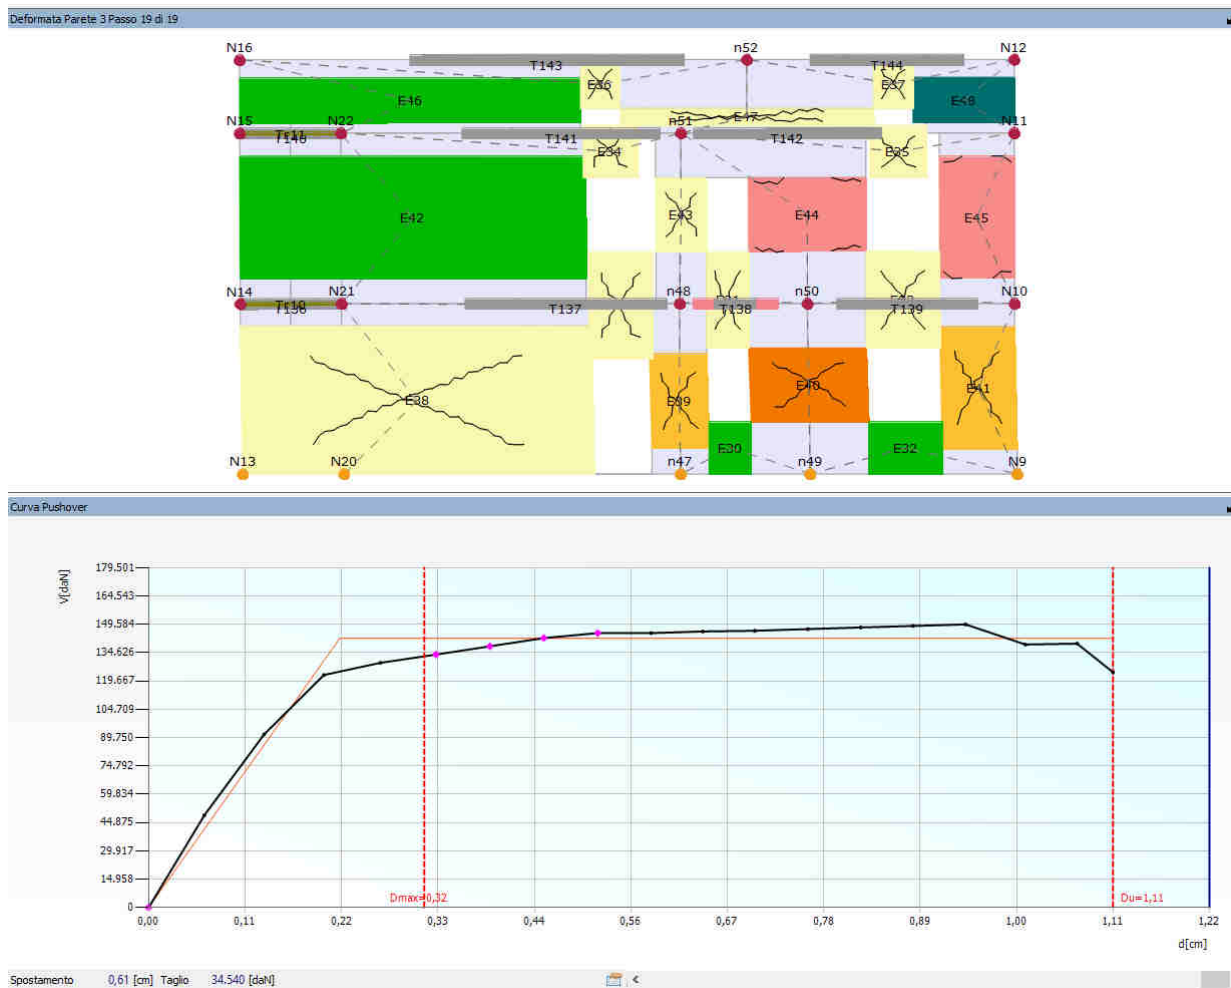 Deformata Parete 3 Passo 19 di 19
N16
n52
N12
T143
T144
E36
E37
E46
E48
E47
N15
N22
n51
N11
T141
T142
E34
E35
E42
E43
E44
E45
N14
N21
n48
n50
N10
T137
T138
T139
E38
E39
E40
E41
E30
E32
N13
N20
n47
n49
N9
Curva Pushover
V[daN]
179.501
164.543
149.584
134.626
119.667
104.709
89.750
74.792
59.834
44.875
29.917
14.958
0
Dmax=0,32
Du=1,11
0,00
0,11
0,22
0,33
0,44
0,56
0,67
0,78
0,89
1,00
1,11
1,22
d[cm]
Spostamento 0,61 [cm] Taglio 34.540 [daN]